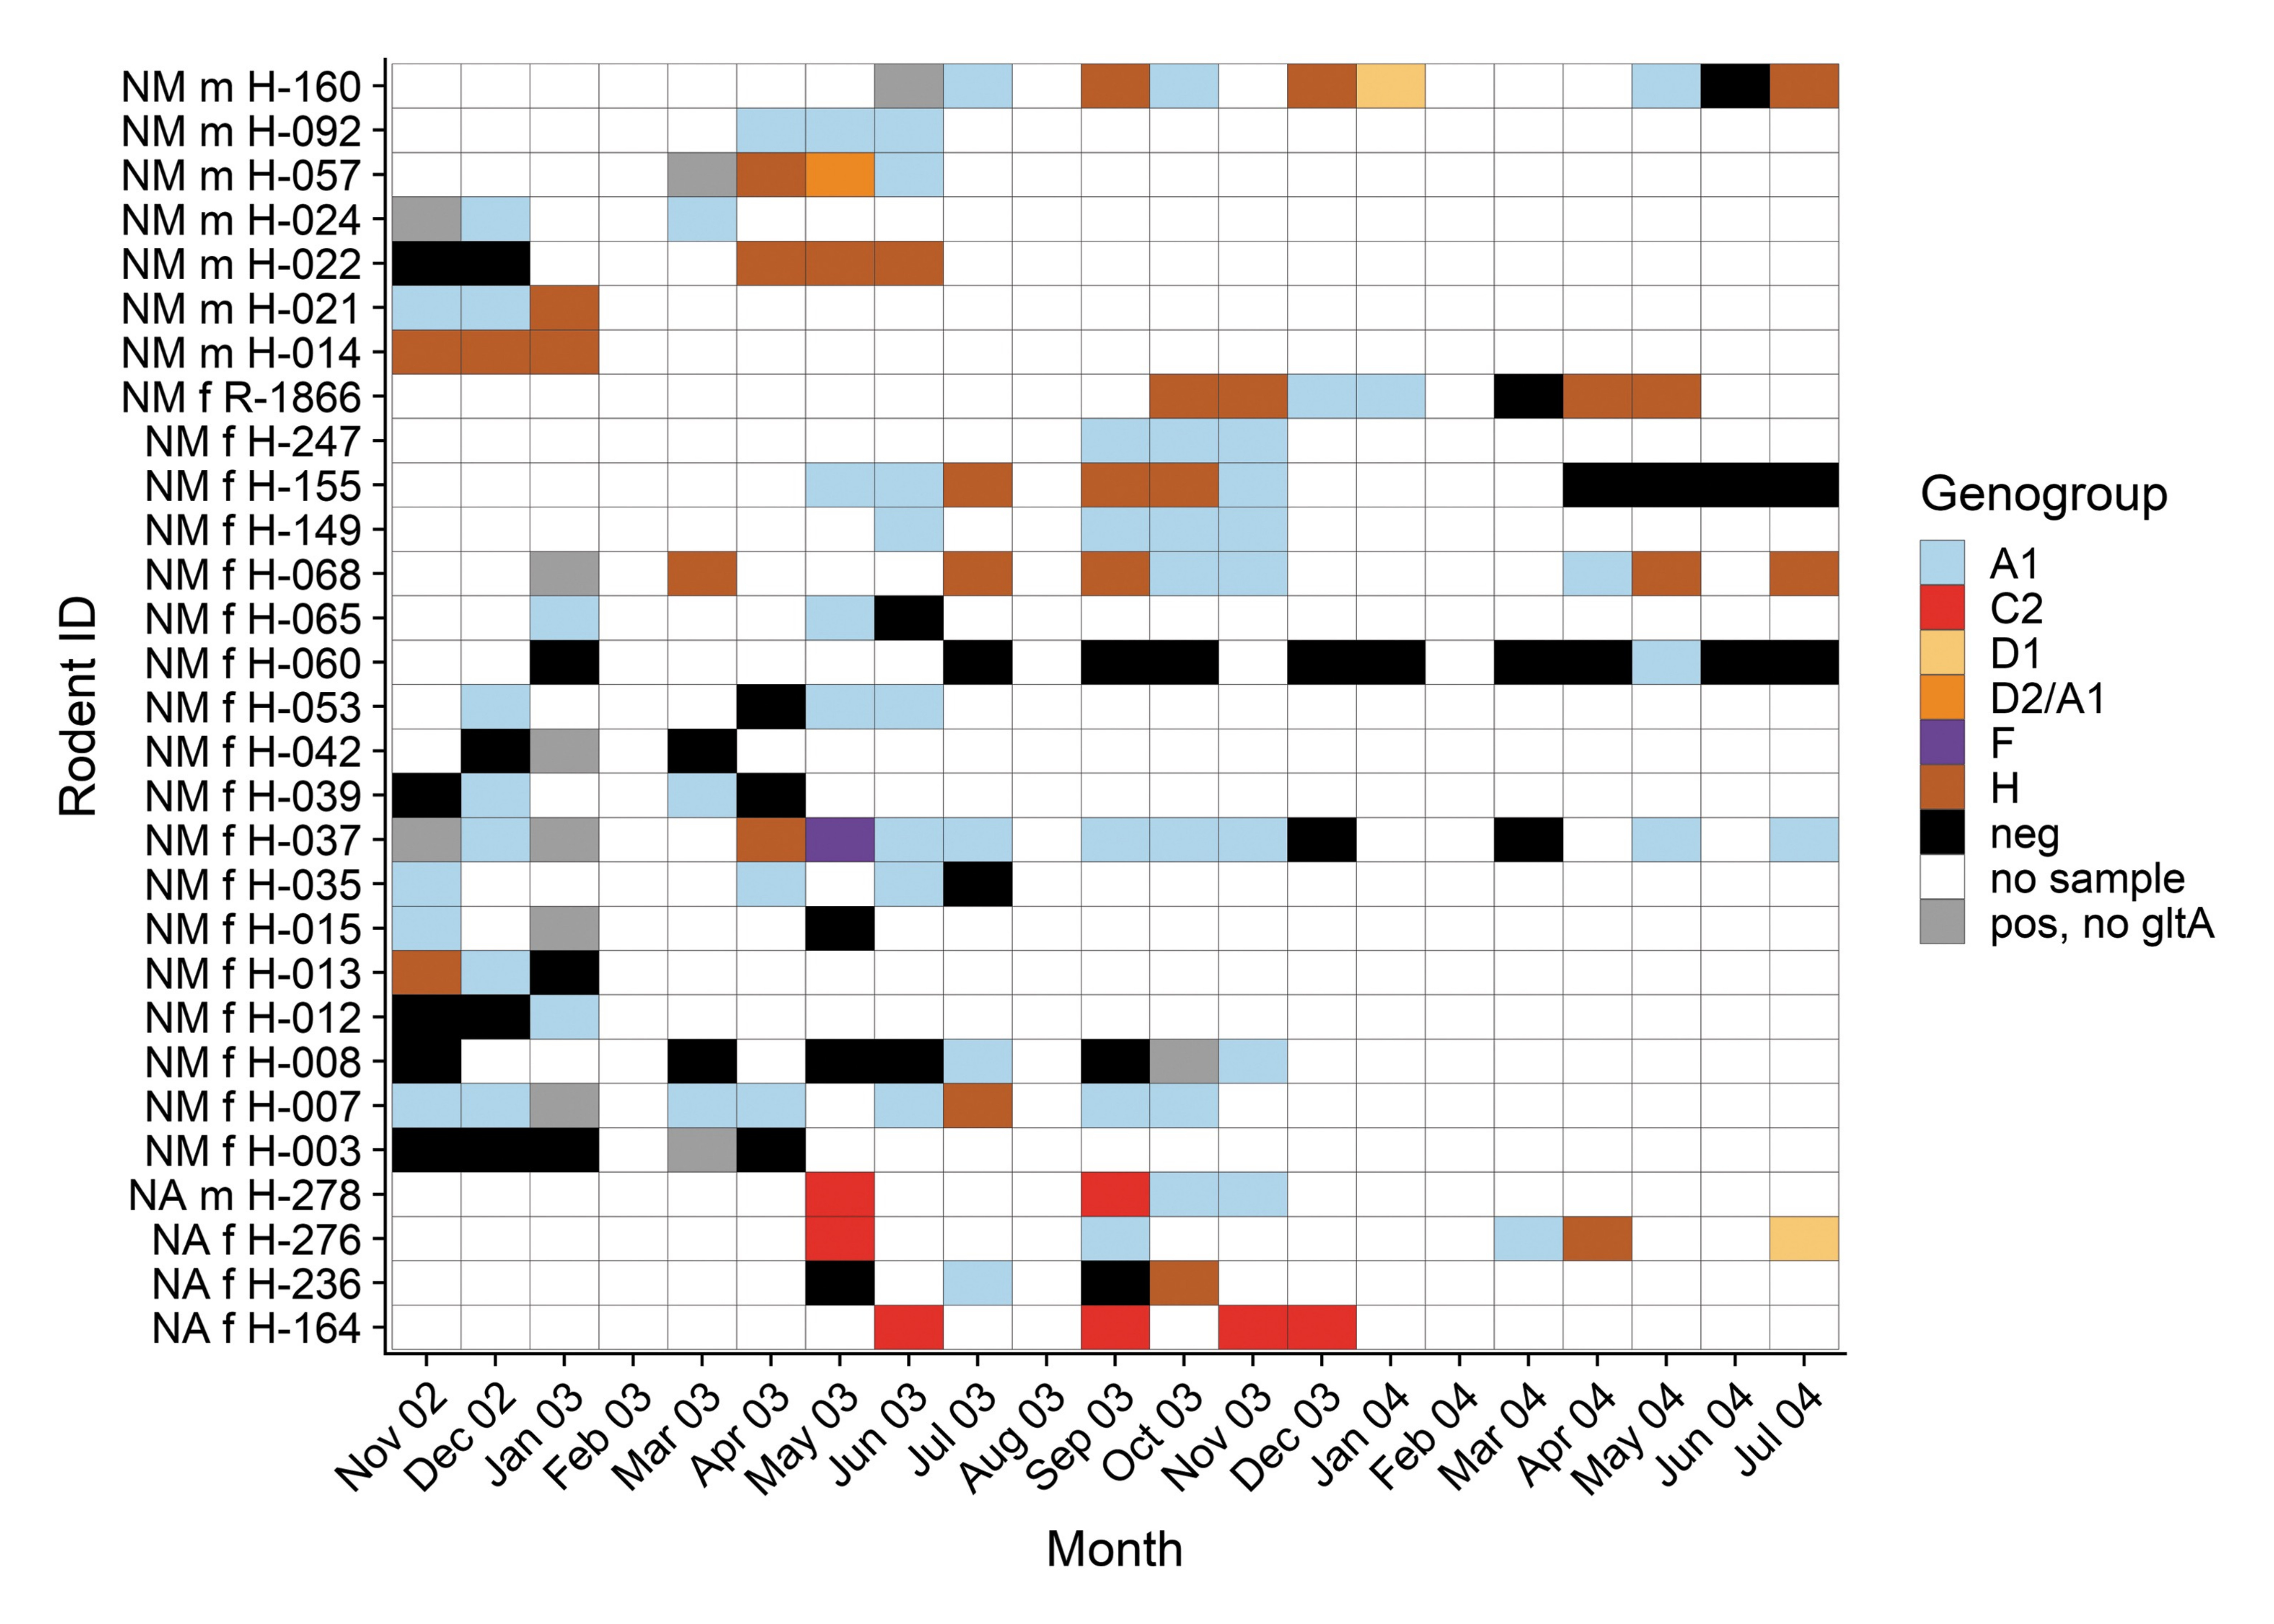 NM m H-160
NM m H-092
NM m H-057
NM m H-024
NM m H-022
NM m H-021
NM m H-014
NM f R-1866
NM f H-247
NM f H-155
NM f H-149
NM f H-068
NM f H-065
NM f H-060
NM f H-053
NM f H-042
NM f H-039
NM f H-037
NM f H-035
NM f H-015
NM f H-013
NM f H-012
NM f H-008
NM f H-007
NM f H-003
NA m H-278
NA f H-276
NA f H-236
NA f H-164
Rodent ID
Nov 02
Dec 02
Jan 03
Feb 03
Mar 03
Apr 03
May 03
Jun 03
Jul 03
Aug 03
Sep 03
Oct 03
Nov 03
Dec 03
Jan 04
Feb 04
Mar 04
Apr 04
May 04
Jun 04
Jul 04
Month
Genogroup
A1
C2
D1
D2/A1
F
H
neg
no sample
pos, no gltA